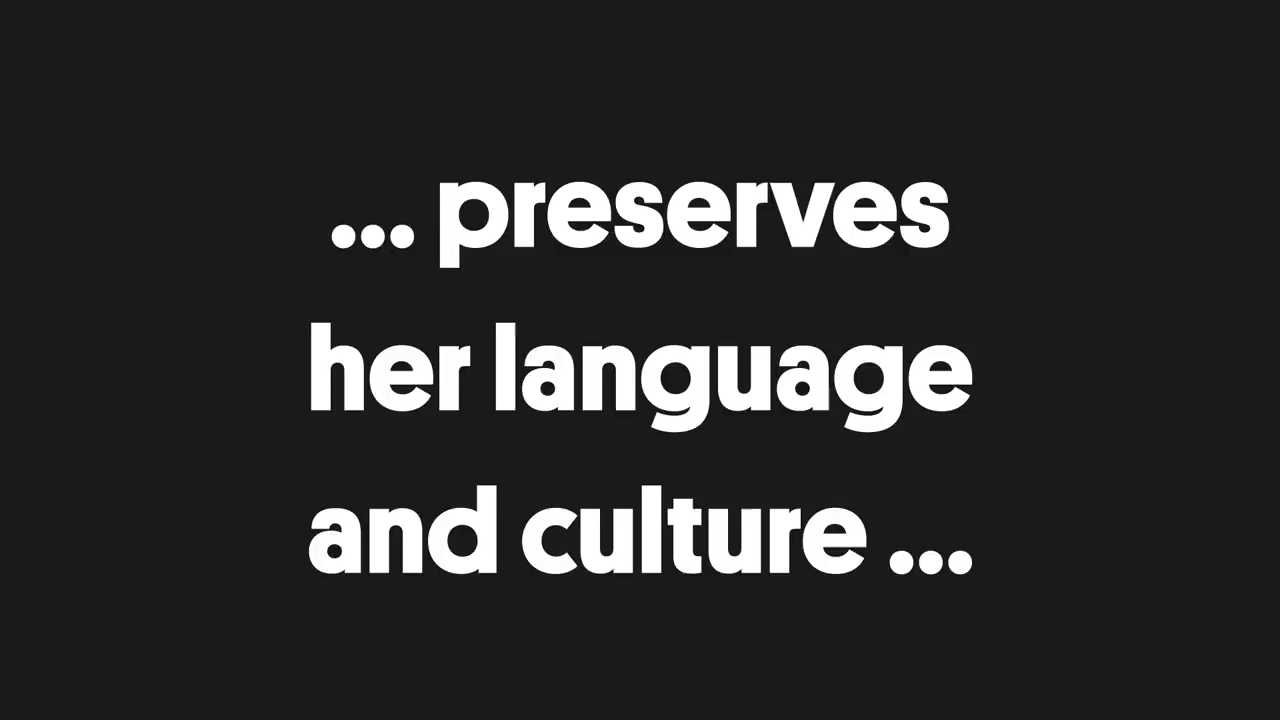 ... preserves
her language
and culture ...